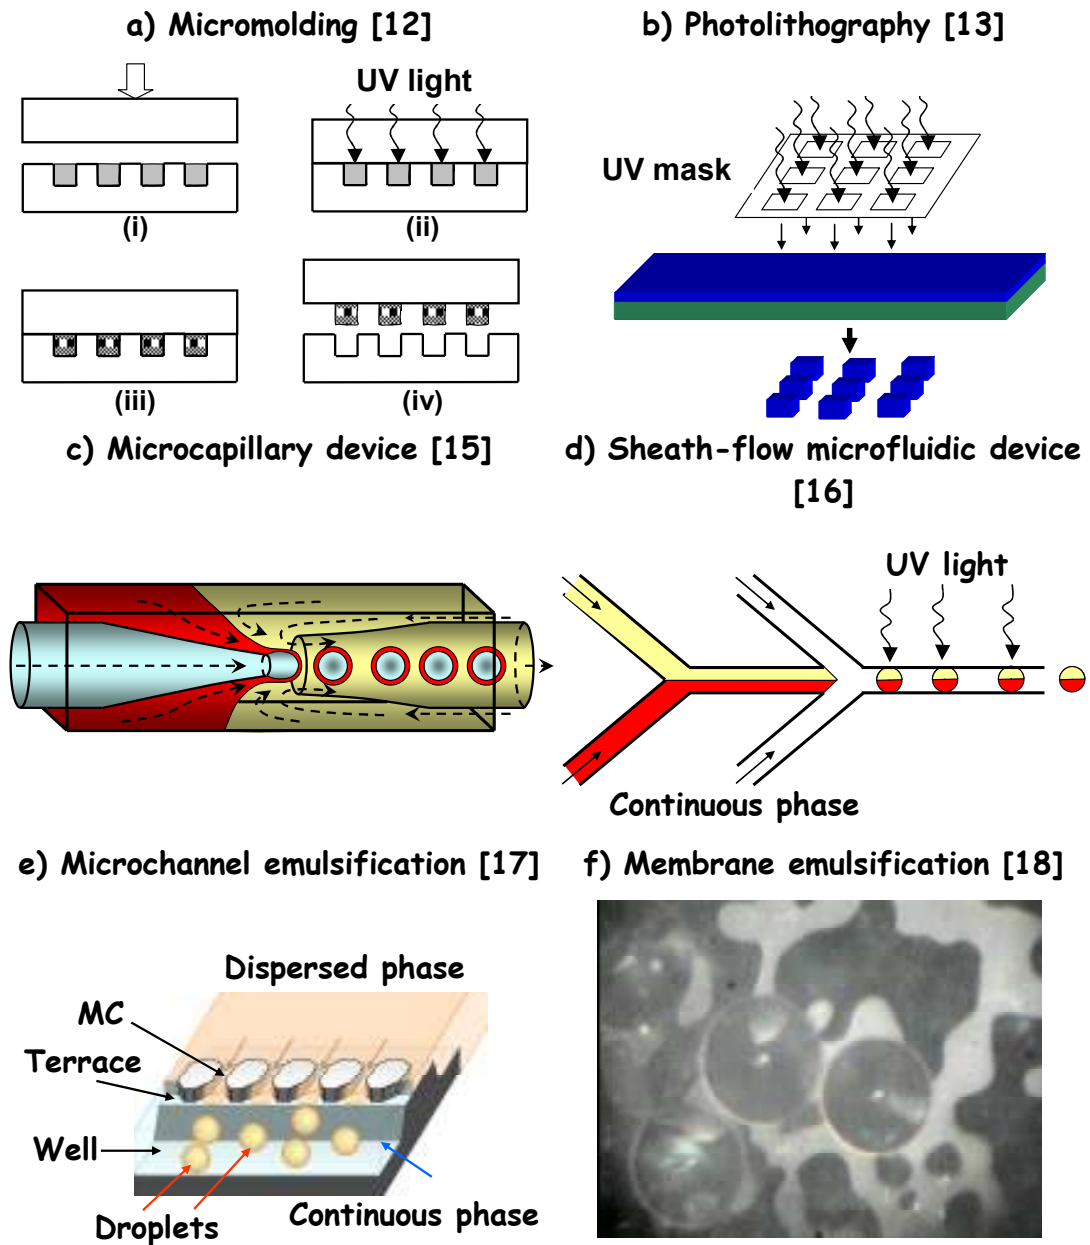 a) Micromolding [12]
b) Photolithography [13]
UV light
UV mask
(i)
(ii)
(iii)
(iv)
c) Microcapillary device [15]
d) Sheath-flow microfluidic device
[16]
UV light
Continuous phase
e) Microchannel emulsification [17]
f) Membrane emulsification [18]
Dispersed phase
MC
Terrace
Well
Droplets
Continuous phase